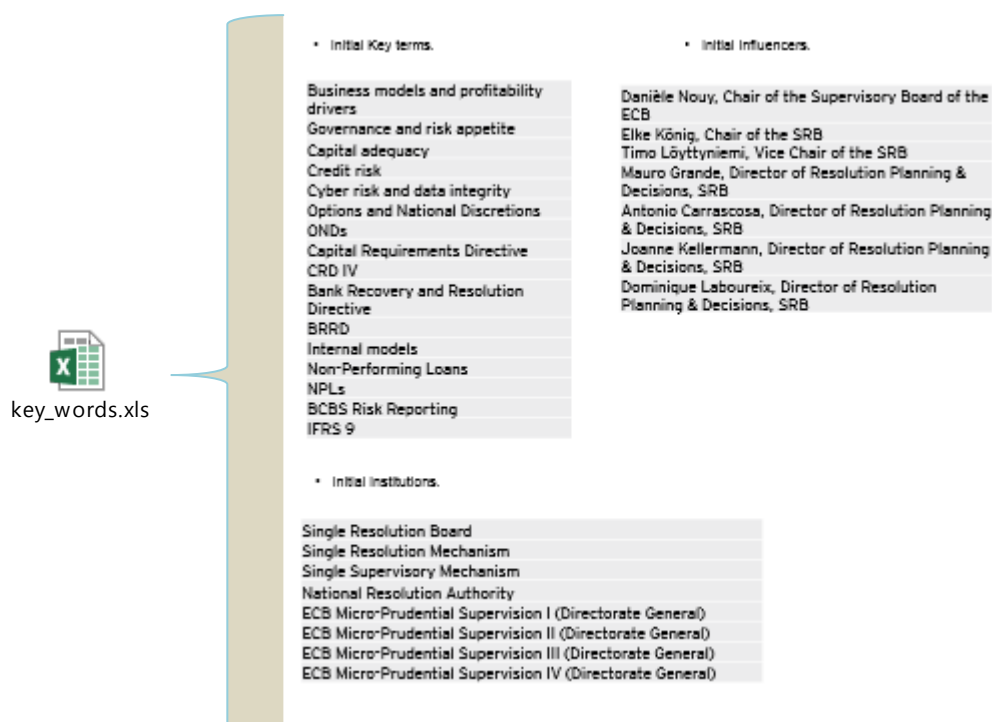 • Initial Key terms.
Business models and profitability
drivers
Governance and risk appetite
Capital adequacy
Credit risk
Cyber risk and data integrity
Options and National Discretions
ONDs
Capital Requirements Directive
CRD IV
Bank Recovery and Resolution
Directive
BRRD
Internal models
Non-Performing Loans
NPLs
BCBS Risk Reporting
IFRS 9
• Initial Influencers.
Danièle Nouy, Chair of the Supervisory Board of the
ECB
Elke König, Chair of the SRB
Timo Löyttyniemi, Vice Chair of the SRB
Mauro Grande, Director of Resolution Planning &
Decisions, SRB
Antonio Carrascosa, Director of Resolution Planning
& Decisions, SRB
Joanne Kellermann, Director of Resolution Planning
& Decisions, SRB
Dominique Laboureix, Director of Resolution
Planning & Decisions, SRB
X
key_words.xls
• Initial Institutions.
Single Resolution Board
Single Resolution Mechanism
Single Supervisory Mechanism
National Resolution Authority
ECB Micro-Prudential Supervision I (Directorate General)
ECB Micro-Prudential Supervision II (Directorate General)
ECB Micro-Prudential Supervision III (Directorate General)
ECB Micro-Prudential Supervision IV (Directorate General)